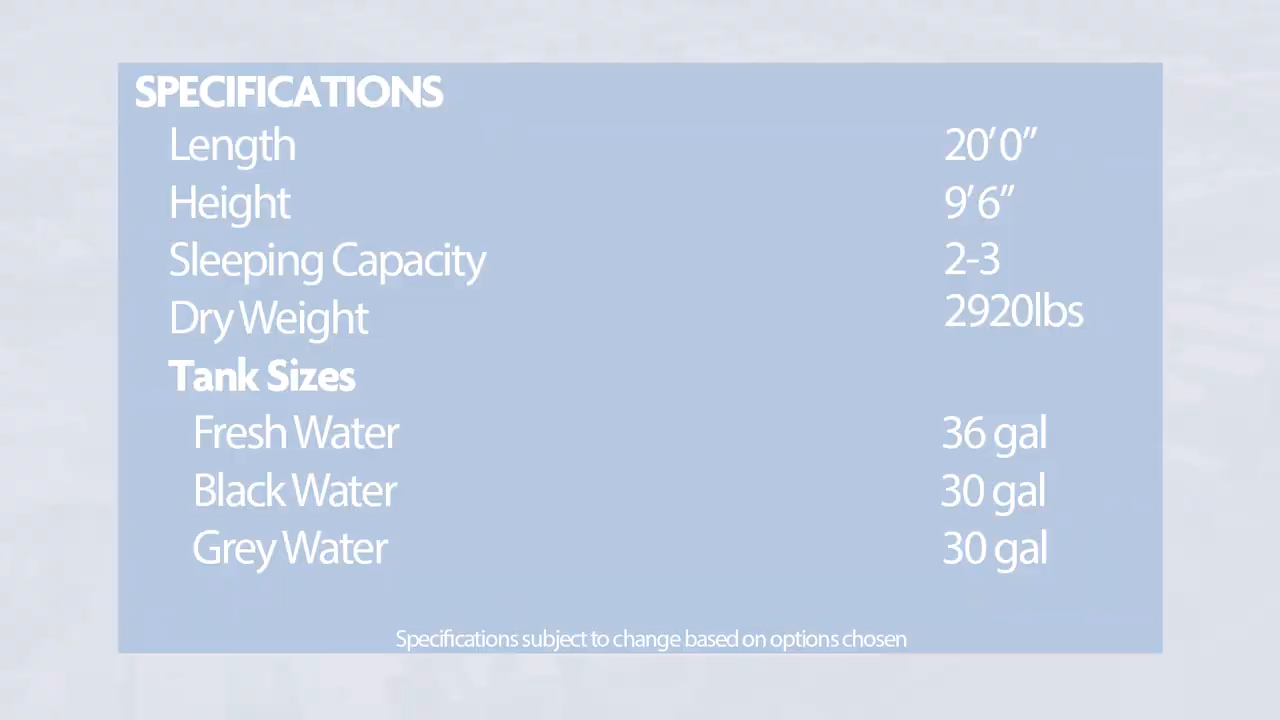 SPECIFICATIONS
Length 20’0”
Height 9’6”
Sleeping Capacity 2-3
Dry Weight 2920lbs
Tank Sizes
Fresh Water 36 gal
Black Water 30 gal
Grey Water 30 gal
Specifications subject to change based on options chosen